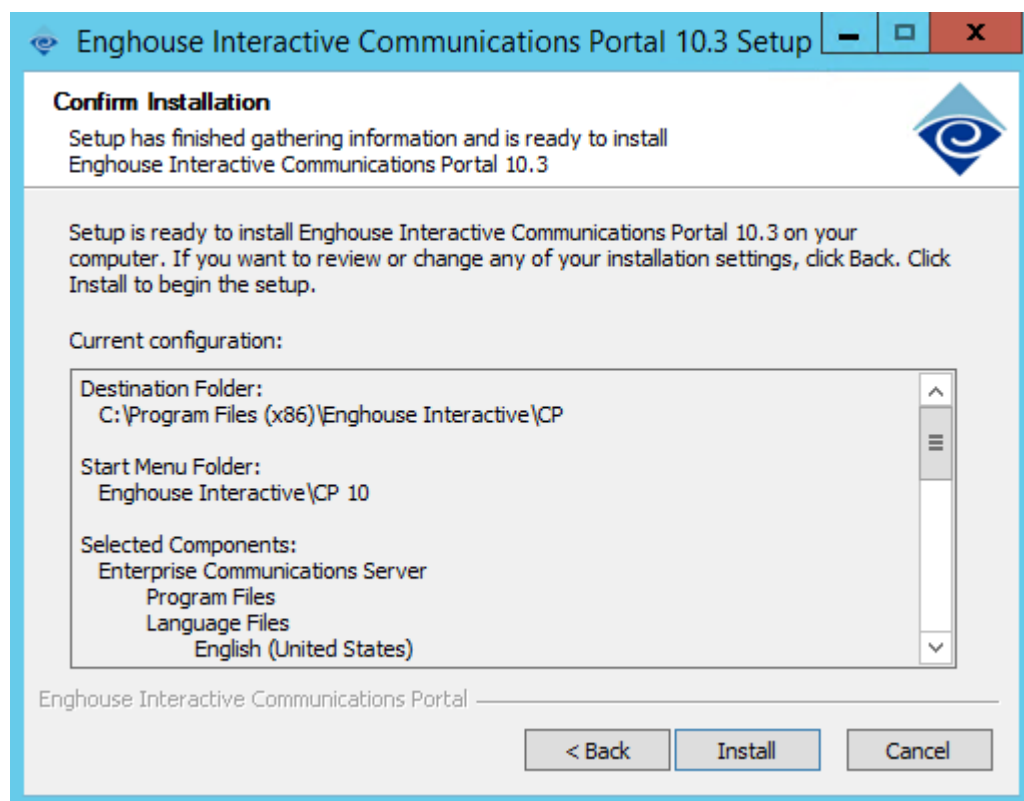 Enghouse Interactive Communications Portal 10.3 Setup
Confirm Installation
Setup has finished gathering information and is ready to install
Enghouse Interactive Communications Portal 10.3
Setup is ready to install Enghouse Interactive Communications Portal 10.3 on your
computer. If you want to review or change any of your installation settings, click Back. Click
Install to begin the setup.
Current configuration:
Destination Folder:
C:\Program Files (x86)\Enghouse Interactive\CP
Start Menu Folder:
Enghouse Interactive\CP 10
Selected Components:
Enterprise Communications Server
Program Files
Language Files
English (United States)
Enghouse Interactive Communications Portal
< Back
Install
Cancel